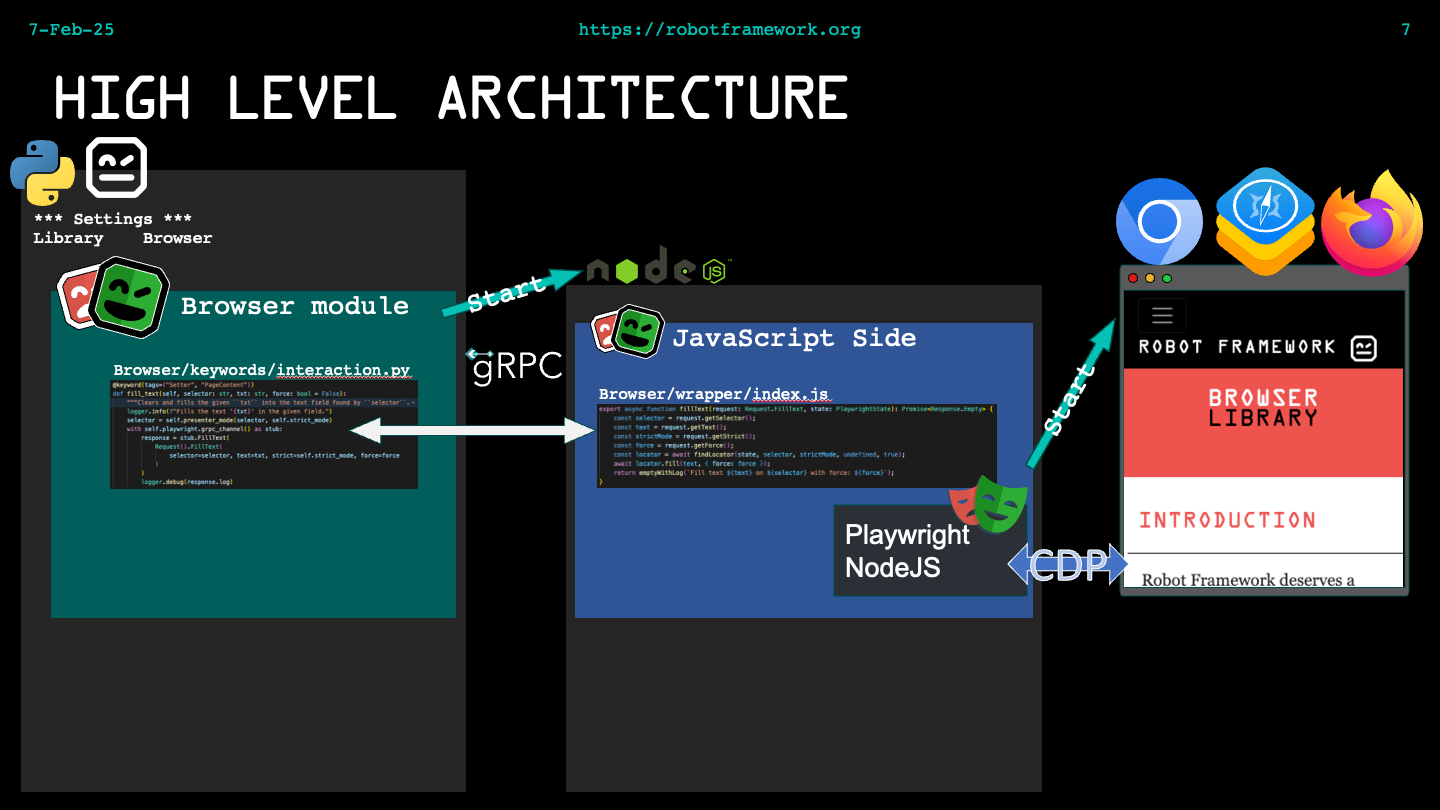 7-Feb-25
https://robotframework.org
7
HIGH LEVEL ARCHITECTURE
*** Settings ***
Library    Browser
Browser module
Browser/keywords/interaction.py
@keyword(tags=("Setter", "PageContent"))
def fill_text(self, selector: str, txt: str, force: bool = False):
"""Clears and fills the given ``txt`` into the text field found by ``selector``.
logger.info(f"Fills the text '{txt}' in the given field.")
selector = self.presenter_mode(selector, self.strict_mode)
with self.playwright.grpc_channel() as stub:
response = stub.FillText(
Request().FillText(
selector=selector, text=txt, strict=self.strict_mode, force=force
)
)
logger.debug(response.log)
Start
gRPC
node
JS
™
JavaScript Side
Browser/wrapper/index.js
export async function fillText(request: Request.FillText, state: PlaywrightState): Promise<Response.Empty> {
const selector = request.getSelector();
const text = request.getText();
const strictMode = request.getStrict();
const force = request.getForce();
const locator = await findLocator(state, selector, strictMode, undefined, true);
await locator.fill(text, { force: force });
return emptyWithLog(`Fill text ${text} on ${selector} with force: ${force}`);
}
Playwright
NodeJS
Start
CDP
ROBOT FRAMEWORK
BROWSER
LIBRARY
INTRODUCTION
Robot Framework deserves a